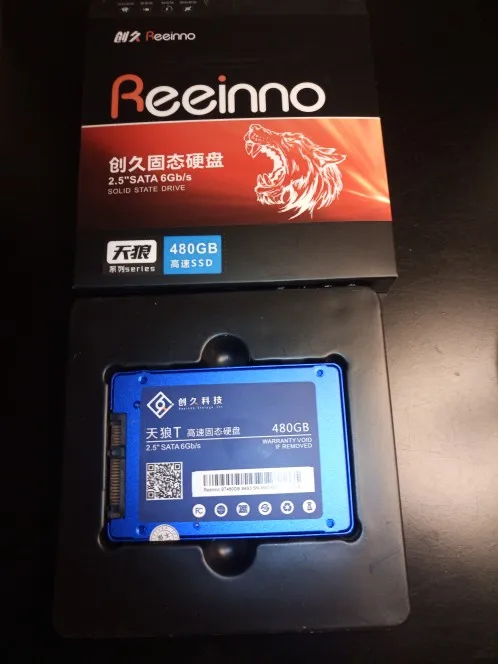 创久 Reeinno
Reeinno
创久固态硬盘
2.5"SATA 6Gb/s
SOLID STATE DRIVE
天狼
系列series
480GB
高速SSD
创久科技
天狼T 高速固态硬盘
480GB
2.5" SATA 6Gb/s
WARRANTY VOID
IF REMOVED
Reeinno
FC